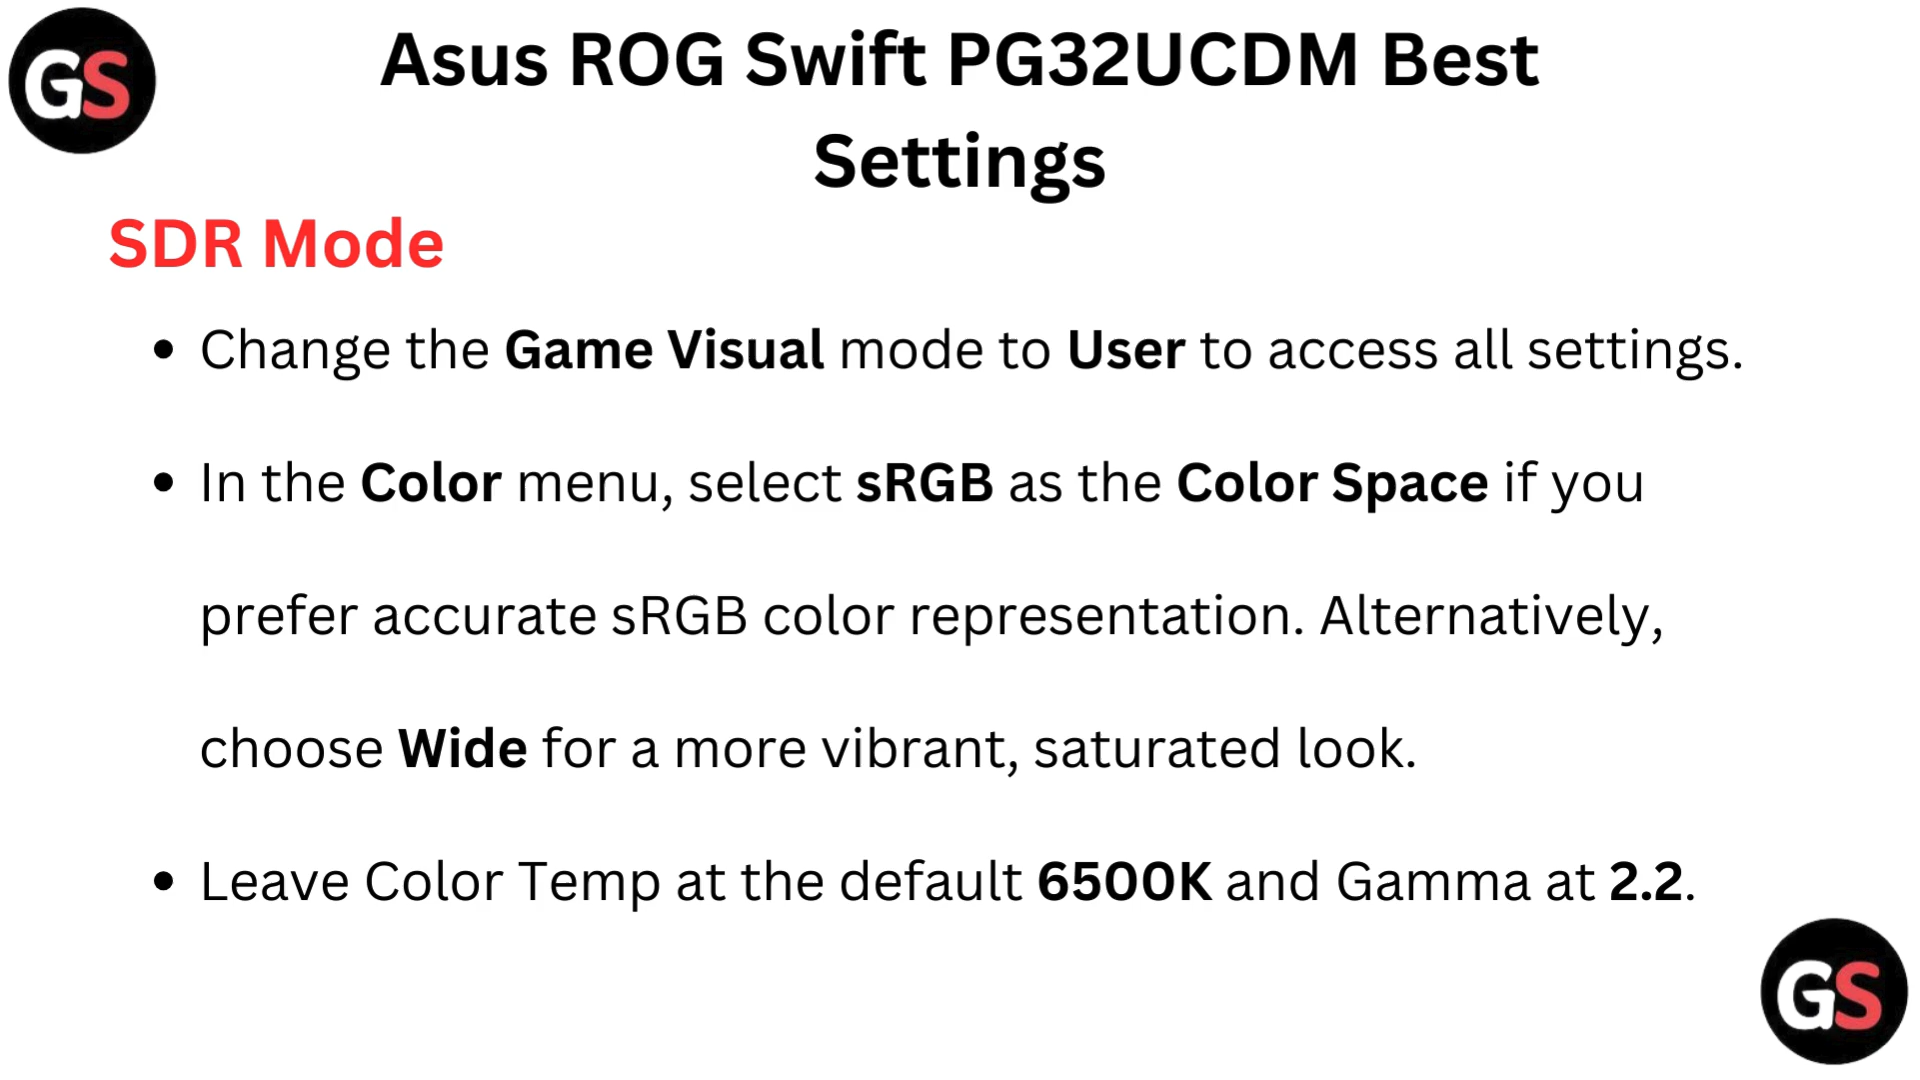 GS
Asus ROG Swift PG32UCDM Best
Settings
SDR Mode
• Change the Game Visual mode to User to access all settings.
• In the Color menu, select sRGB as the Color Space if you
prefer accurate sRGB color representation. Alternatively,
choose Wide for a more vibrant, saturated look.
• Leave Color Temp at the default 6500K and Gamma at 2.2.
GS